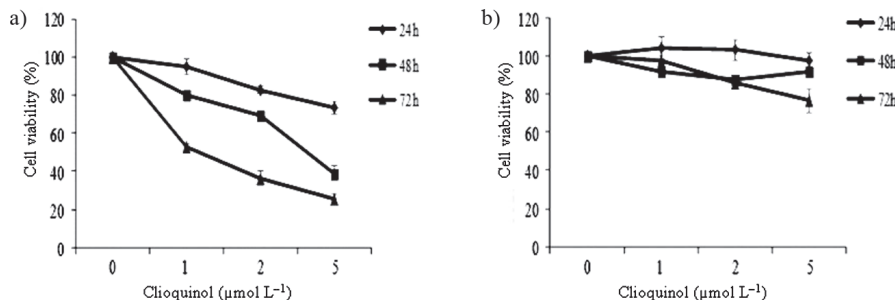 a)
120
100
80
60
40
20
0
Cell viability (%)
0 1 2 5
Clioquinol (µmol L⁻¹)
24h
48h
72h
b)
120
100
80
60
40
20
0
Cell viability (%)
0 1 2 5
Clioquinol (µmol L⁻¹)
24h
48h
72h